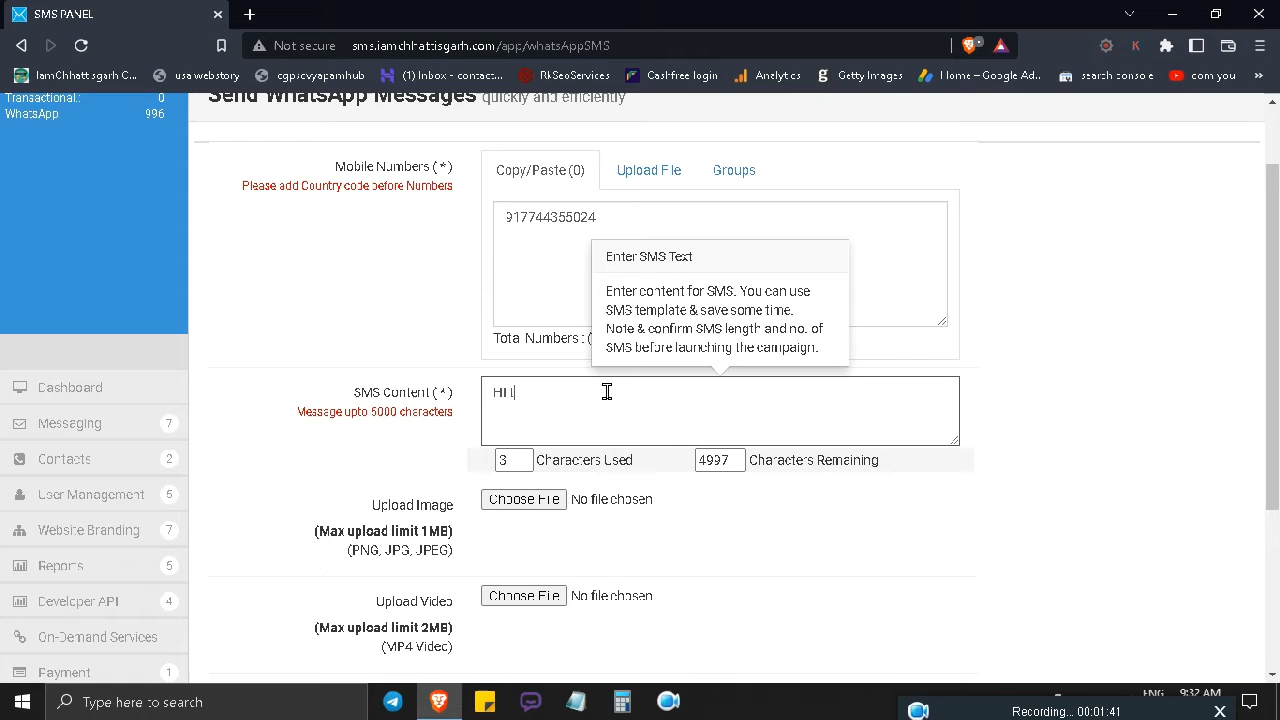 SMS PANEL
Not secure sms.iamchhattisgarh.com/app/whatsAppSMS
IamChhattisgarh C... usa webstory cgpscvyapamhub (1) Inbox - conta... RI-SeoServices Cashfree login Analytics Getty Images Home – Google Ad... search console com you
Transactional.: 0
WhatsApp 996
Send WhatsApp Messages quickly and efficiently
Mobile Numbers ( * )
Please add Country code before Numbers
Copy/Paste (0) Upload File Groups
917744355024
Enter SMS Text
Enter content for SMS. You can use
SMS template & save some time.
Note & confirm SMS length and no. of
SMS before launching the campaign.
Total Numbers : (
SMS Content ( * )
Message upto 5000 characters
3 Characters Used 4997 Characters Remaining
Upload Image Choose File No file chosen
(Max upload limit 1MB)
(PNG, JPG, JPEG)
Upload Video Choose File No file chosen
(Max upload limit 2MB)
(MP4 Video)
Dashboard
Messaging 7
Contacts 2
User Management 5
Website Branding 7
Reports 5
Developer API 4
On-Demand Services
Payment 1
Type here to search
ENG 9:32 AM
Recording... 00:01:41